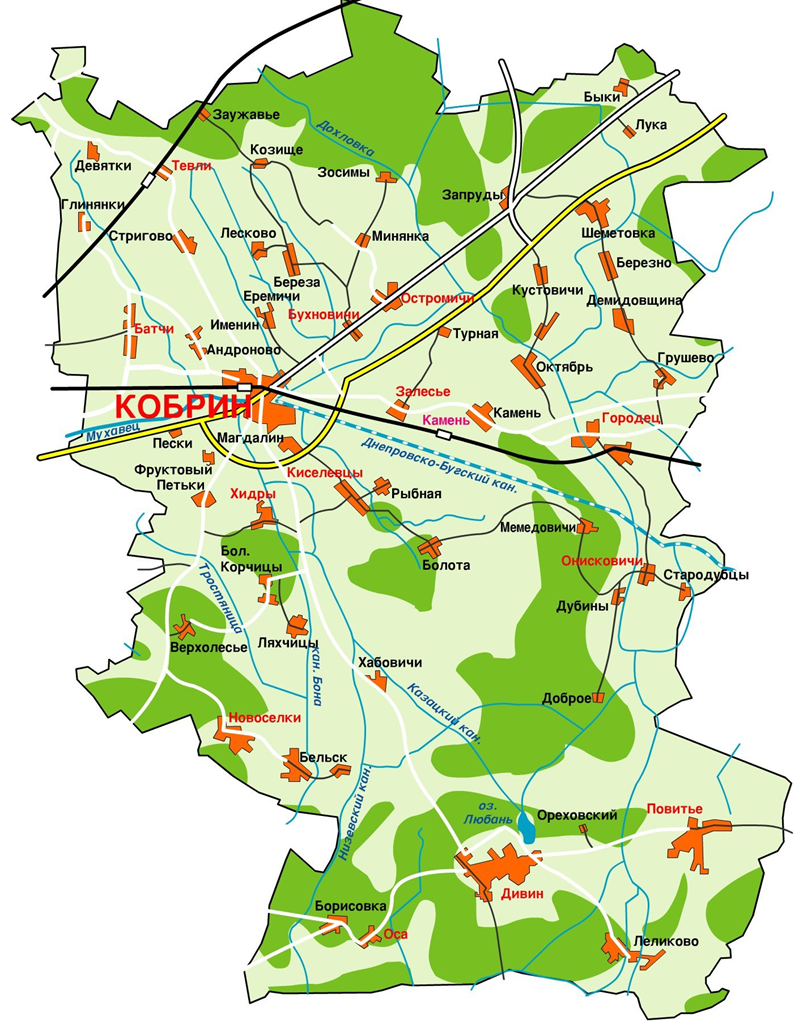 Быки
Заужавье
Лука
Дохловка
Козище
Девятки
Тевли
Зосимы
Запруды
Глинянки
Шеметовка
Стригово
Лесково
Минянка
Березно
Береза
Кустовичи
Еремичи
Остромичи
Демидовщина
Бухновичи
Именин
Батчи
Турная
Андроново
Грушево
Октябрь
Залесье
КОБРИН
Камень
Камень
Городец
Мухавец
Магдалин
Пески
Днепровско-Бугский кан.
Фруктовый
Петьки
Киселевцы
Хидры
Рыбная
Мемедовичи
Бол.
Корчицы
Болота
Онисковичи
Стародубцы
Тростяница
Дубины
Верхолесье
Ляхчицы
кан. Бона
Хабовичи
Казацкий кан.
Доброе
Новоселки
Бельск
Низевский кан.
оз.
Любань
Ореховский
Повитье
Дивин
Борисовка
Оса
Леликово